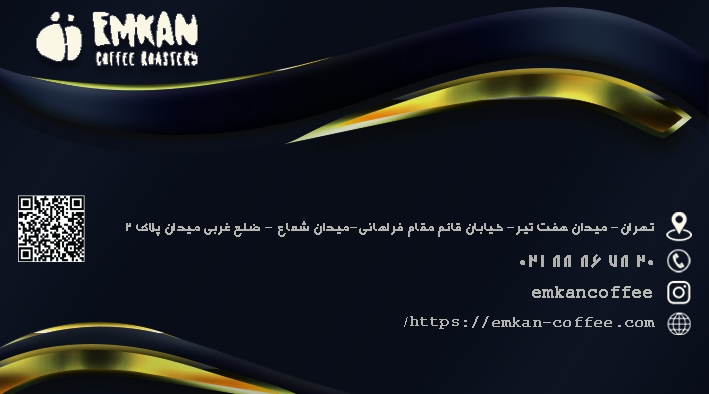 EMKAN
COFFEE ROASTERY
تهران - میدان هفت تیر - خیابان قائم مقام فراهانی-میدان شعاع - ضلع غربی میدان پلاک ۲
۰۲۱ ۸۸ ۸۶ ۷۸ ۲۰
emkancoffee
https://emkan-coffee.com/